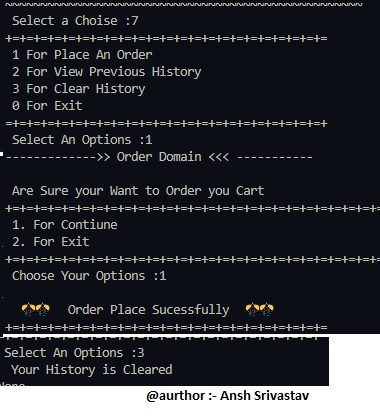 ~~~~~~~~~~~~~~~~~~~~~~~~~~~~~~~~~~~~~~~~~~~~~~~~~~~
Select a Choise :7
+=+=+=+=+=+=+=+=+=+=+=+=+=+=+=+=+=+=+=+=+=+=+=
1 For Place An Order
2 For View Previous History
3 For Clear History
0 For Exit
=+=+=+=+=+=+=+=+=+=+=+=+=+=+=+=+=+=+=+=+=+=+=+
Select An Options :1
------------->> Order Domain <<< -----------
Are Sure your Want to Order you Cart
+=+=+=+=+=+=+=+=+=+=+=+=+=+=+=+=+=+=+=+=+=+=+=+=+=+=+=+
1. For Contiune
2. For Exit
+=+=+=+=+=+=+=+=+=+=+=+=+=+=+=+=+=+=+=+=+=+=+=+=+=+=+=+
Choose Your Options :1
Order Place Sucessfully
+=+=+=+=+=+=+=+=+=+=+=+=+=+=+=+=+=+=+=+=+=+=+=
Select An Options :3
Your History is Cleared
None
@aurthor :- Ansh Srivastav